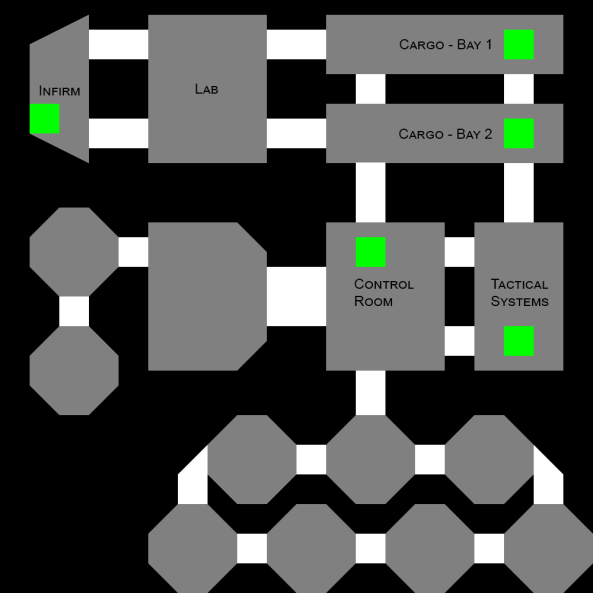 Cargo - Bay 1
Infirm
Lab
Cargo - Bay 2
Control
Room
Tactical
Systems